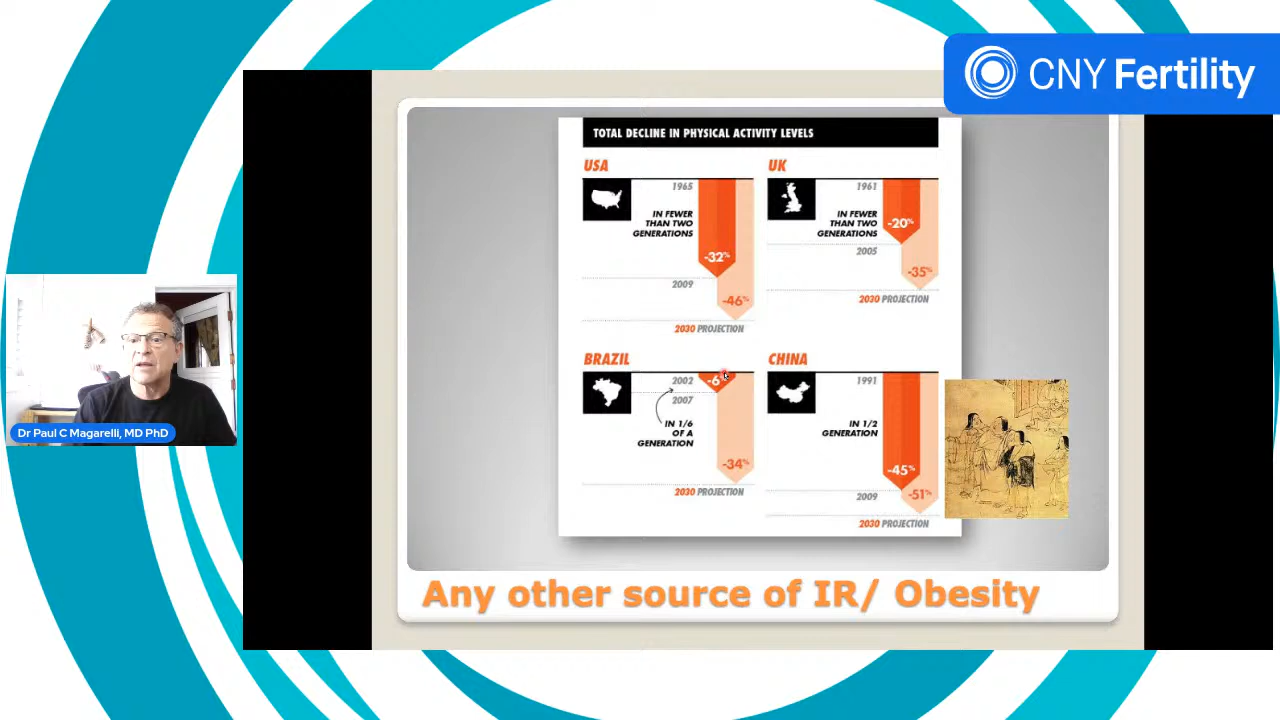 CNY Fertility
TOTAL DECLINE IN PHYSICAL ACTIVITY LEVELS
USA
1965
IN FEWER
THAN TWO
GENERATIONS
-32%
2009
-46%
2030 PROJECTION
UK
1961
IN FEWER
THAN TWO
GENERATIONS
-20%
2005
-35%
2030 PROJECTION
BRAZIL
2002
-6%
2007
IN 1/6
OF A
GENERATION
-34%
2030 PROJECTION
CHINA
1991
IN 1/2
GENERATION
-45%
2009
-51%
2030 PROJECTION
Dr Paul C Magarelli, MD PhD
Any other source of IR/ Obesity